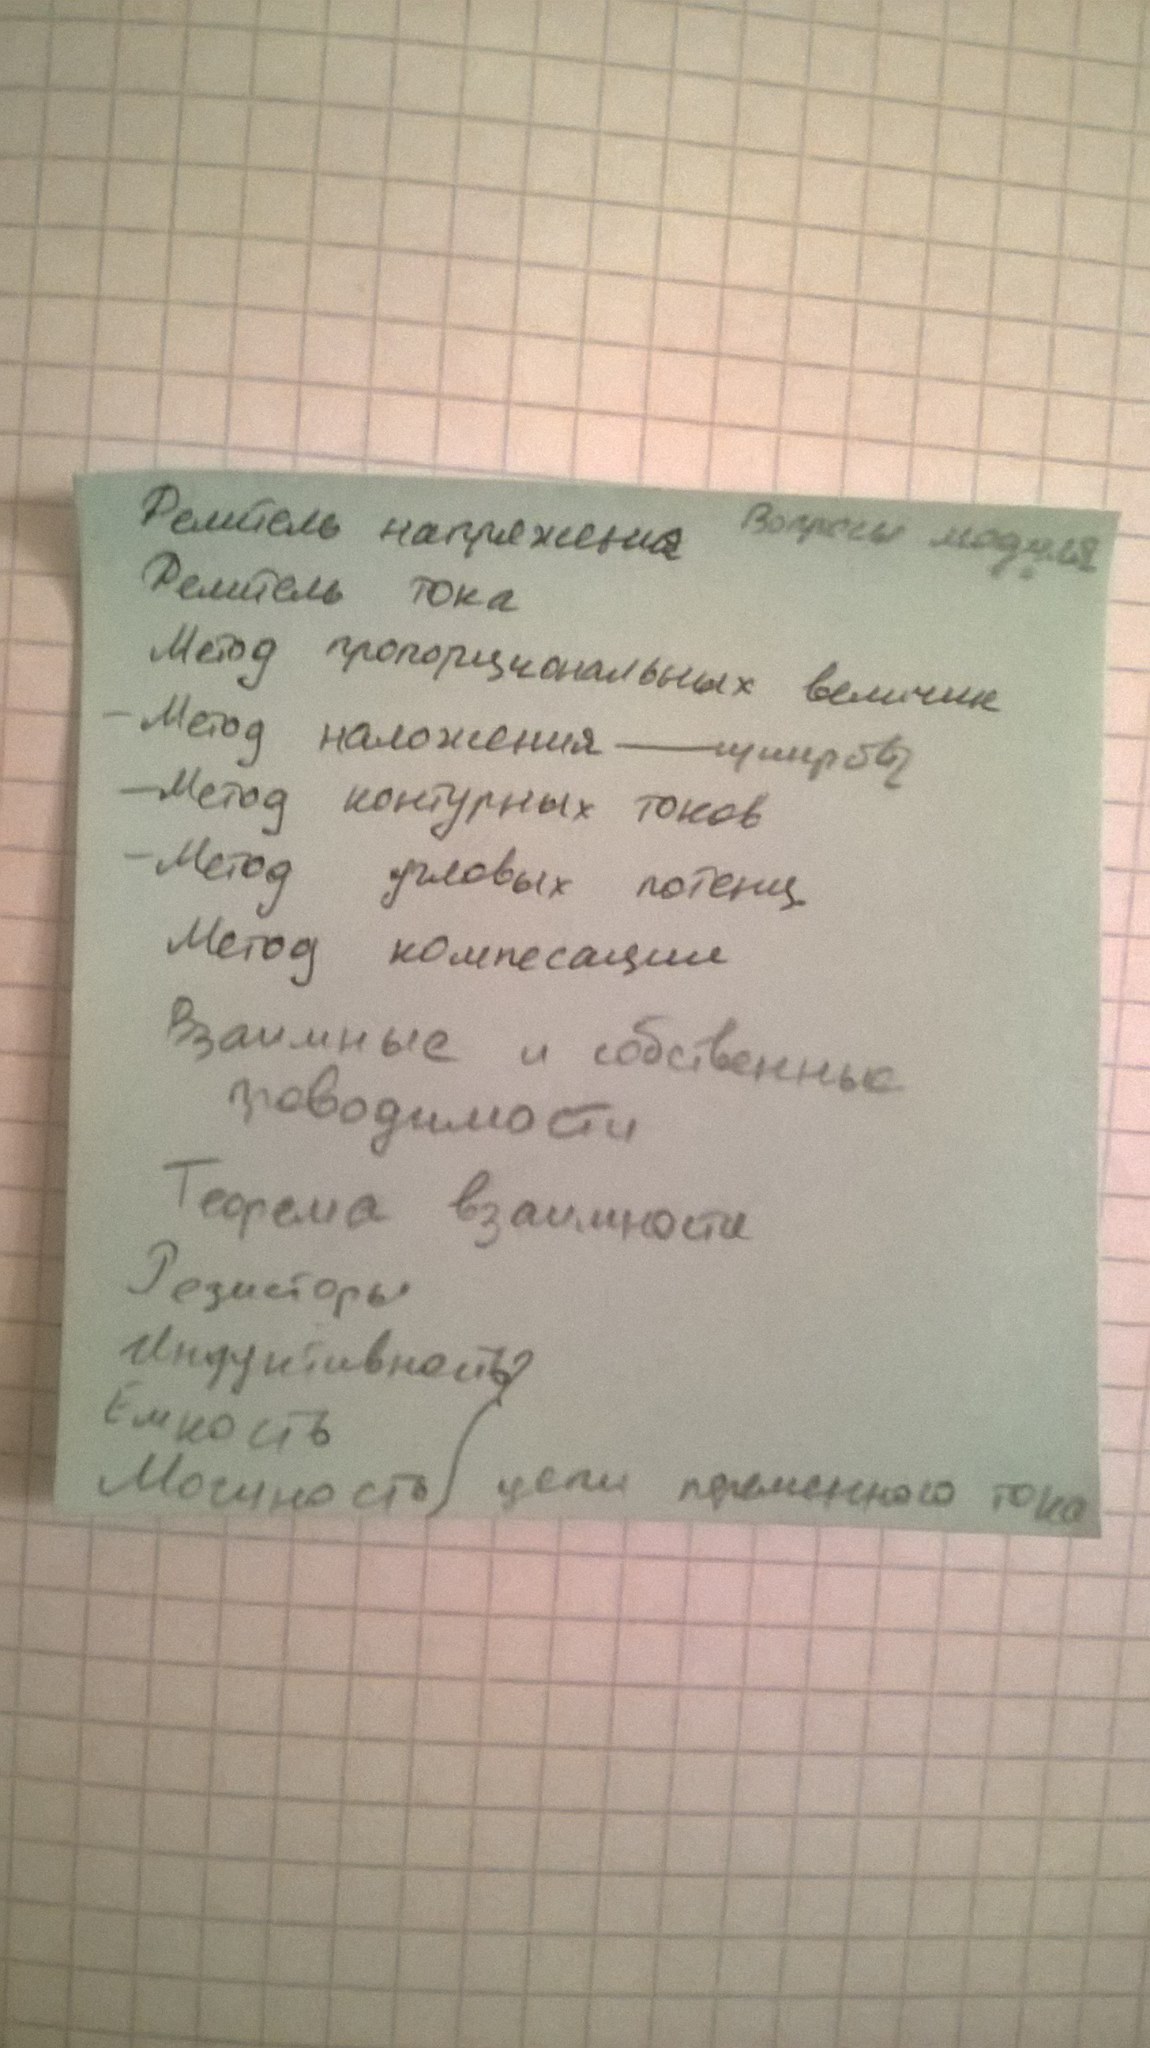 Делитель напряжения Вопросы модуля
Делитель тока
Метод пропорциональных величин
- Метод наложения —
- Метод контурных токов
- Метод узловых потенц
Метод компесации
Взаимные и собственные
проводимости
Теорема взаимности
Резисторы
Индуктивность
Емкость
Мощность цепи переменного тока